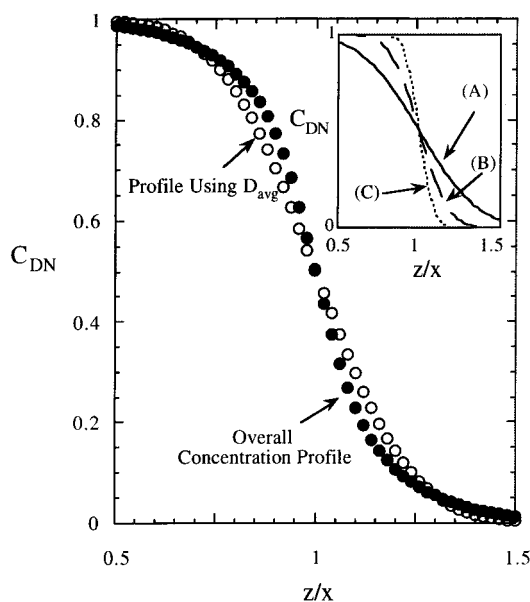 1
0.8
0.6
0.4
0.2
0
C_DN
0.5
1
1.5
z/x
Profile Using D_avg
Overall
Concentration Profile
1
C_DN
0
0.5
1
1.5
z/x
(A)
(B)
(C)